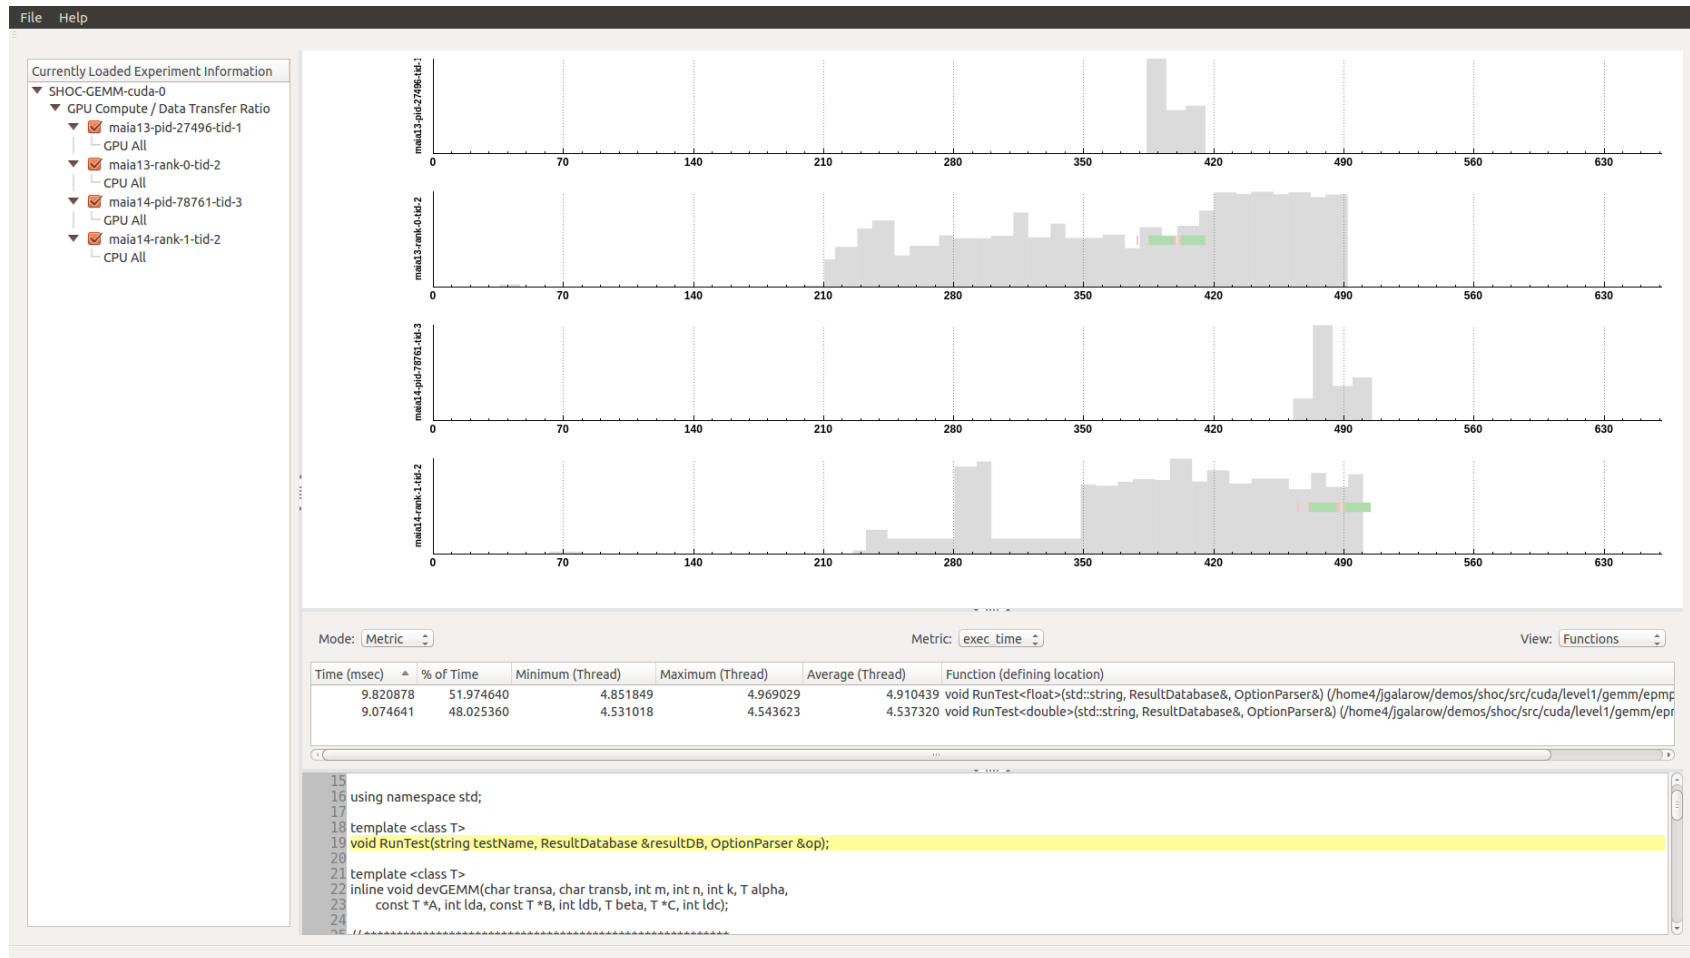 File Help
Currently Loaded Experiment Information
SHOC-GEMM-cuda-0
GPU Compute / Data Transfer Ratio
maia13-pid-27496-tid-1
GPU All
maia13-rank-0-tid-2
CPU All
maia14-pid-78761-tid-3
GPU All
maia14-rank-1-tid-2
CPU All
maia13-pid-27496-tid-1
0 70 140 210 280 350 420 490 560 630
maia13-rank-0-tid-2
0 70 140 210 280 350 420 490 560 630
maia14-pid-78761-tid-3
0 70 140 210 280 350 420 490 560 630
maia14-rank-1-tid-2
0 70 140 210 280 350 420 490 560 630
Mode: Metric Metric: exec_time View: Functions
Time (msec) % of Time Minimum (Thread) Maximum (Thread) Average (Thread) Function (defining location)
9.820878 51.974640 4.851849 4.969029 4.910439 void RunTest<float>(std::string, ResultDatabase&, OptionParser&) (/home4/jgalarow/demos/shoc/src/cuda/level1/gemm/epmp
9.074641 48.025360 4.531018 4.543623 4.537320 void RunTest<double>(std::string, ResultDatabase&, OptionParser&) (/home4/jgalarow/demos/shoc/src/cuda/level1/gemm/epr
15
16 using namespace std;
17
18 template <class T>
19 void RunTest(string testName, ResultDatabase &resultDB, OptionParser &op);
20
21 template <class T>
22 inline void devGEMM(char transa, char transb, int m, int n, int k, T alpha,
23 const T *A, int lda, const T *B, int ldb, T beta, T *C, int ldc);
24